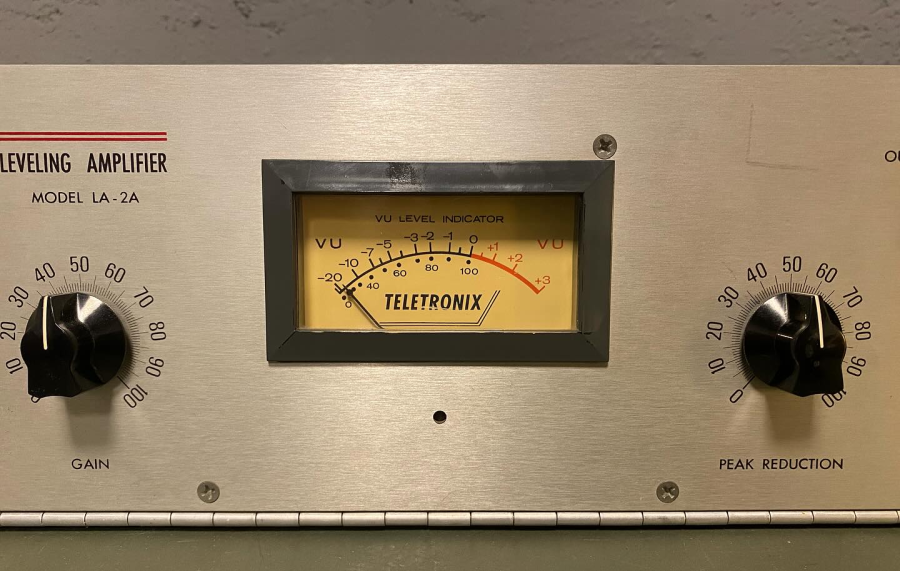 LEVELING AMPLIFIER
MODEL LA-2A
VU LEVEL INDICATOR
VU
-20 -10 -7 -5 -3 -2 -1 0 +1 +2 +3
VU
0 40 60 80 100
TELETRONIX
10 20 30 40 50 60 70 80 90 100
GAIN
0 10 20 30 40 50 60 70 80 90 100
PEAK REDUCTION